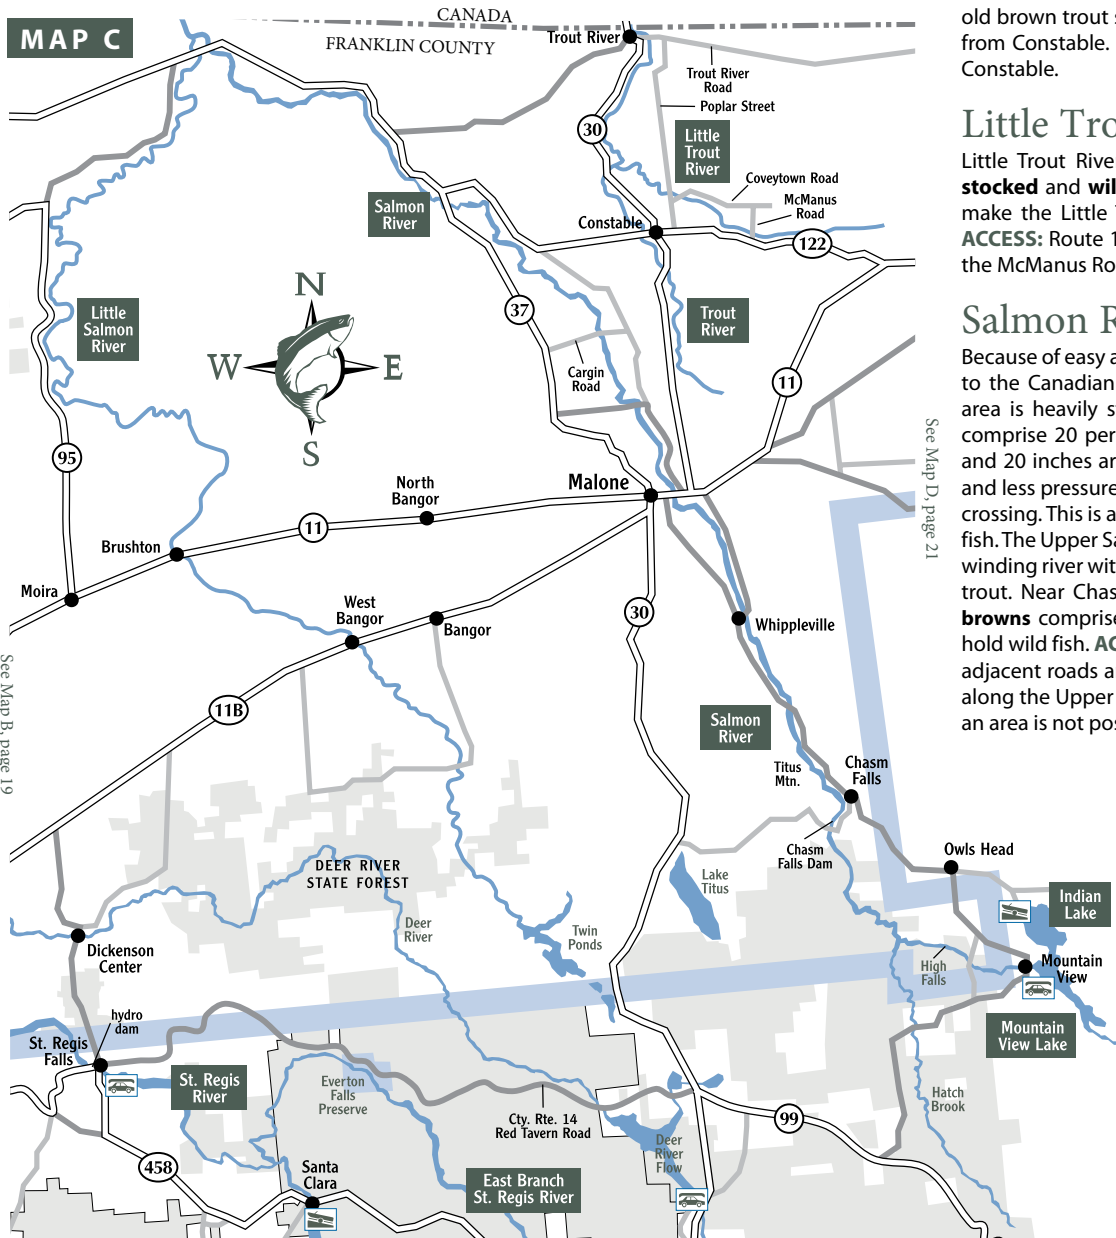 MAP C
CANADA
FRANKLIN COUNTY
Trout River
Trout River
Road
Poplar Street
30
Little
Trout
River
Coveytown Road
McManus
Road
Salmon
River
Constable
122
N
W
E
S
Little
Salmon
River
37
Trout
River
Cargin
Road
11
95
See Map D, page 21
North
Bangor
Malone
11
Brushton
Moira
West
Bangor
Bangor
30
Whippleville
See Map B, page 19
11B
Salmon
River
Titus
Mtn.
Chasm
Falls
Chasm
Falls Dam
Owls Head
DEER RIVER
STATE FOREST
Lake
Titus
Indian
Lake
Deer
River
Twin
Ponds
Dickenson
Center
High
Falls
Mountain
View
hydro
dam
St. Regis
Falls
Mountain
View Lake
St. Regis
River
Everton
Falls
Preserve
Hatch
Brook
Cty. Rte. 14
Red Tavern Road
99
Deer
River
Flow
458
Santa
Clara
East Branch
St. Regis River
old brown trout s
from Constable.
Constable.
Little Tro
Little Trout Rive
stocked and wil
make the Little
ACCESS: Route 1
the McManus Ro
Salmon R
Because of easy a
to the Canadian
area is heavily s
comprise 20 per
and 20 inches ar
and less pressure
crossing. This is a
fish. The Upper Sa
winding river wit
trout. Near Chas
browns comprise
hold wild fish. AC
adjacent roads a
along the Upper
an area is not pos